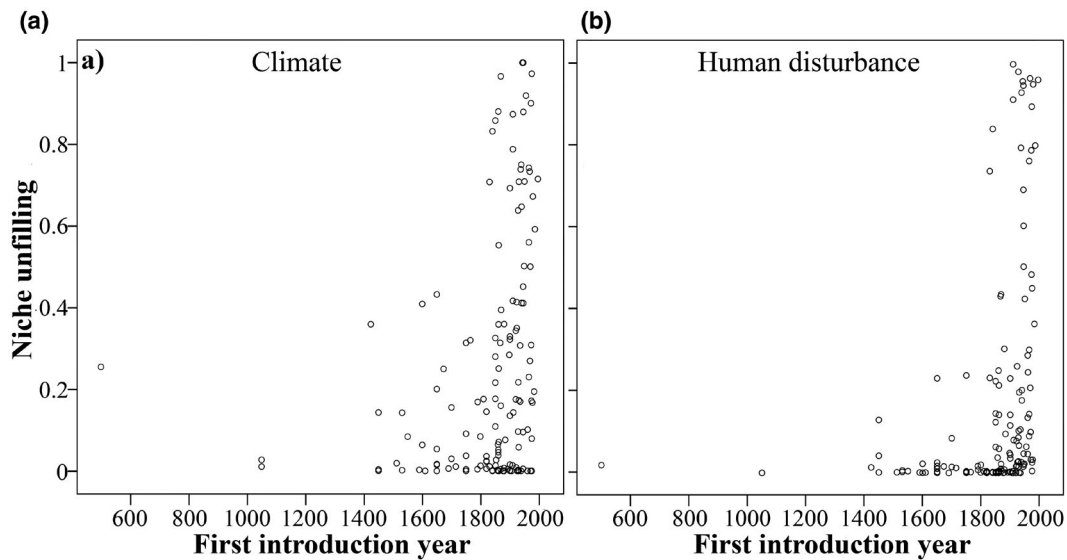 (a)
(b)
a)
Climate
Human disturbance
Niche unfilling
1
0.8
0.6
0.4
0.2
0
600 800 1000 1200 1400 1600 1800 2000
600 800 1000 1200 1400 1600 1800 2000
First introduction year
First introduction year